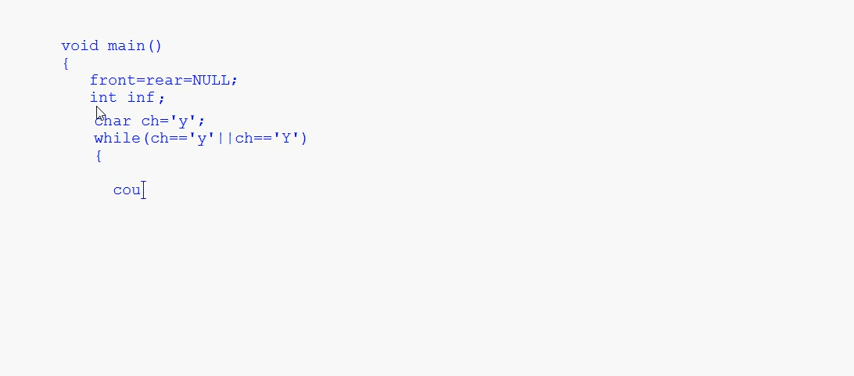 void main()
{
front=rear=NULL;
int inf;
char ch='y';
while(ch=='y'||ch=='Y')
{
cou